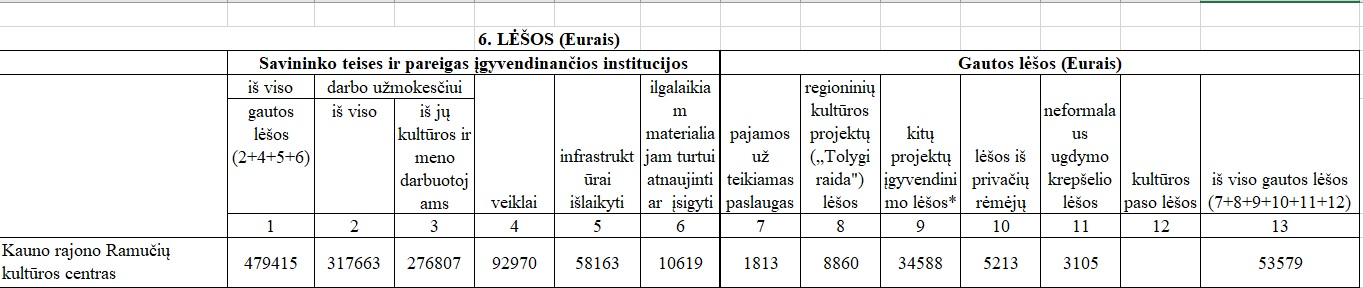 6. LĖŠOS (Eurais)
Savininko teises ir pareigas įgyvendinančios institucijos
Gautos lėšos (Eurais)
iš viso
gautos
lėšos
(2+4+5+6)
darbo užmokesčiui
iš viso
iš jų
kultūros ir
meno
darbuotoj
ams
veiklai
infrastrukt
ūrai
išlaikyti
ilgalaikia
m
materialia
jam turtui
atnaujinti
ar įsigyti
pajamos
už
teikiamas
paslaugas
regioninių
kultūros
projektų
(„Tolygi
raida")
lėšos
kitų
projektų
įgyvendini
mo lėšos*
lėšos iš
privačių
rėmėjų
neformala
us
ugdymo
krepšelio
lėšos
kultūros
paso lėšos
iš viso gautos lėšos
(7+8+9+10+11+12)
1 2 3 4 5 6 7 8 9 10 11 12 13
Kauno rajono Ramučių
kultūros centras
479415 317663 276807 92970 58163 10619 1813 8860 34588 5213 3105 53579